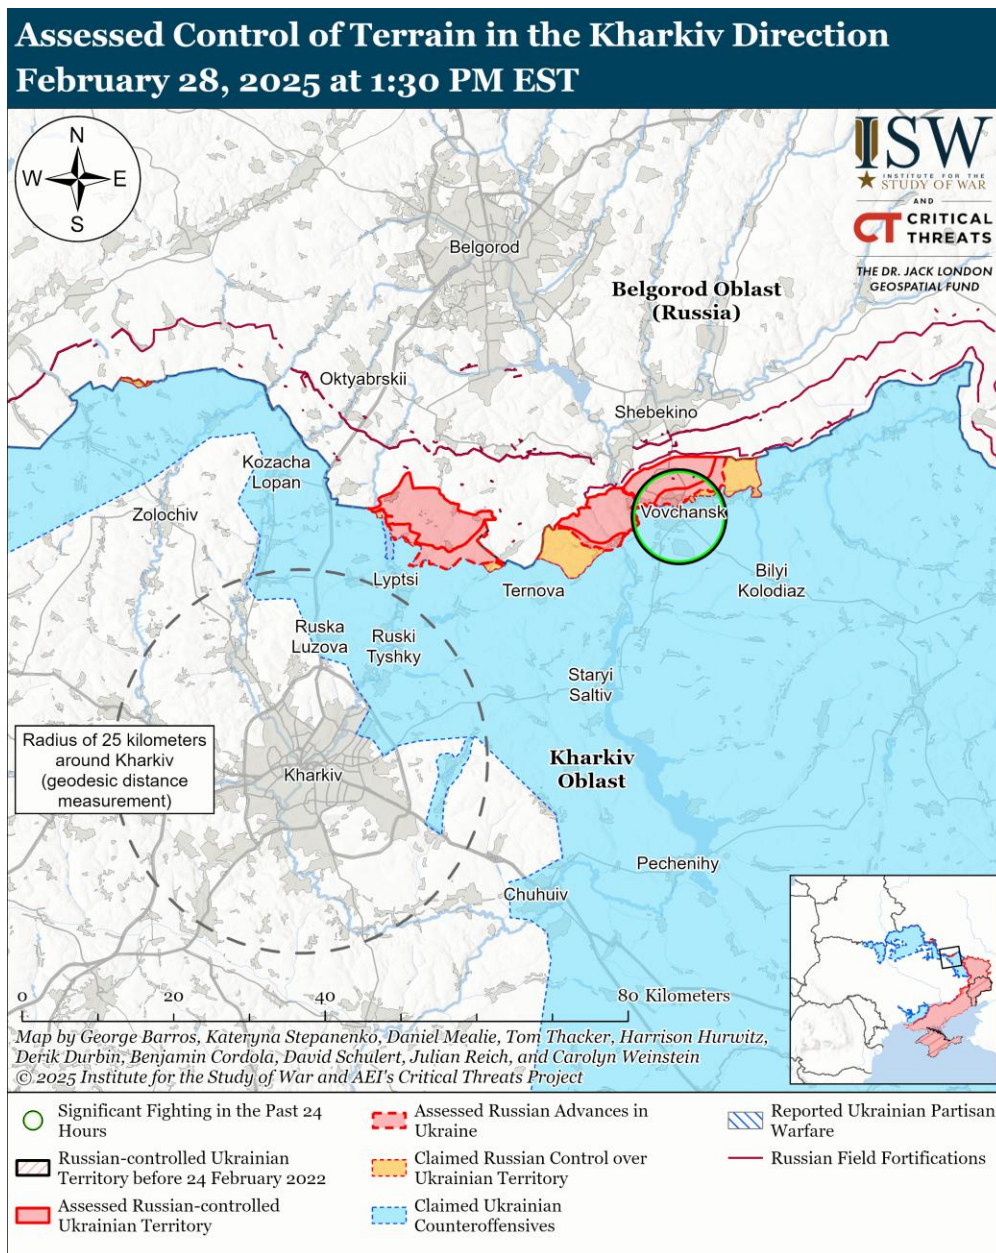 Assessed Control of Terrain in the Kharkiv Direction
February 28, 2025 at 1:30 PM EST
N
W
E
S
ISW
INSTITUTE FOR THE
STUDY OF WAR
AND
CT CRITICAL
THREATS
THE DR. JACK LONDON
GEOSPATIAL FUND
Belgorod
Belgorod Oblast
(Russia)
Oktyabrskii
Shebekino
Kozacha
Lopan
Zolochiv
Vovchansk
Lyptsi
Ternova
Bilyi
Kolodiaz
Ruska
Luzova
Ruski
Tyshky
Staryi
Saltiv
Radius of 25 kilometers
around Kharkiv
(geodesic distance
measurement)
Kharkiv
Kharkiv
Oblast
Pechenihy
Chuhuiv
0
20
40
80 Kilometers
Map by George Barros, Kateryna Stepanenko, Daniel Mealie, Tom Thacker, Harrison Hurwitz,
Derik Durbin, Benjamin Cordola, David Schulert, Julian Reich, and Carolyn Weinstein
© 2025 Institute for the Study of War and AEI's Critical Threats Project
Significant Fighting in the Past 24
Hours
Russian-controlled Ukrainian
Territory before 24 February 2022
Assessed Russian-controlled
Ukrainian Territory
Assessed Russian Advances in
Ukraine
Claimed Russian Control over
Ukrainian Territory
Claimed Ukrainian
Counteroffensives
Reported Ukrainian Partisan
Warfare
Russian Field Fortifications